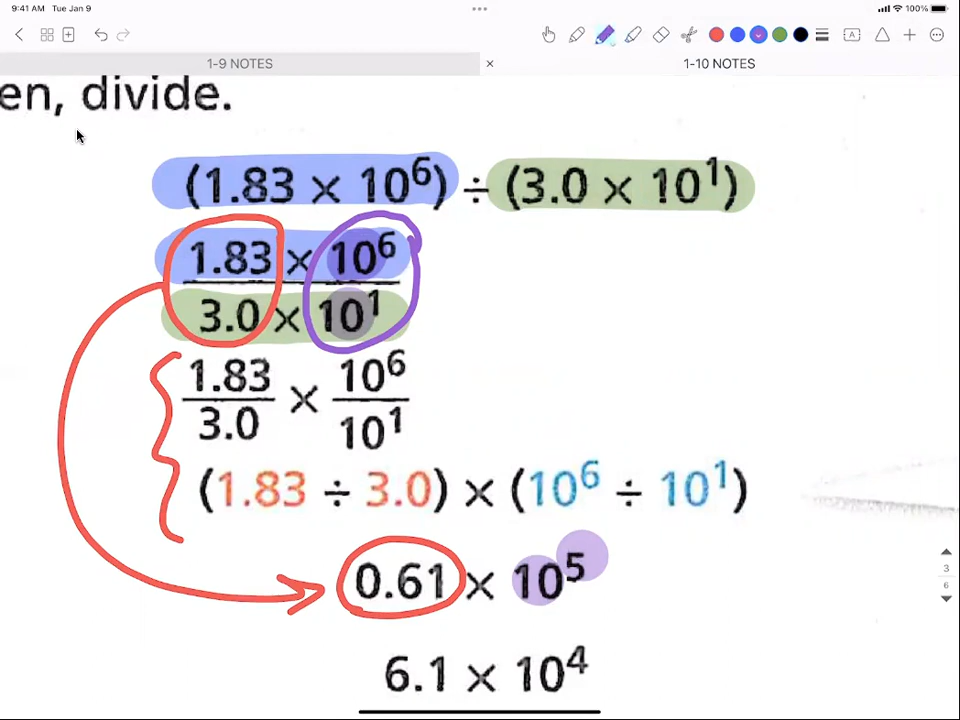 9:41 AM Tue Jan 9
100%
A
1-9 NOTES
1-10 NOTES
en, divide.
(1.83 × 10⁶) ÷ (3.0 × 10¹)
1.83 × 10⁶
3.0 × 10¹
1.83 × 10⁶
3.0 10¹
(1.83 ÷ 3.0) × (10⁶ ÷ 10¹)
0.61 × 10⁵
6.1 × 10⁴
3
6